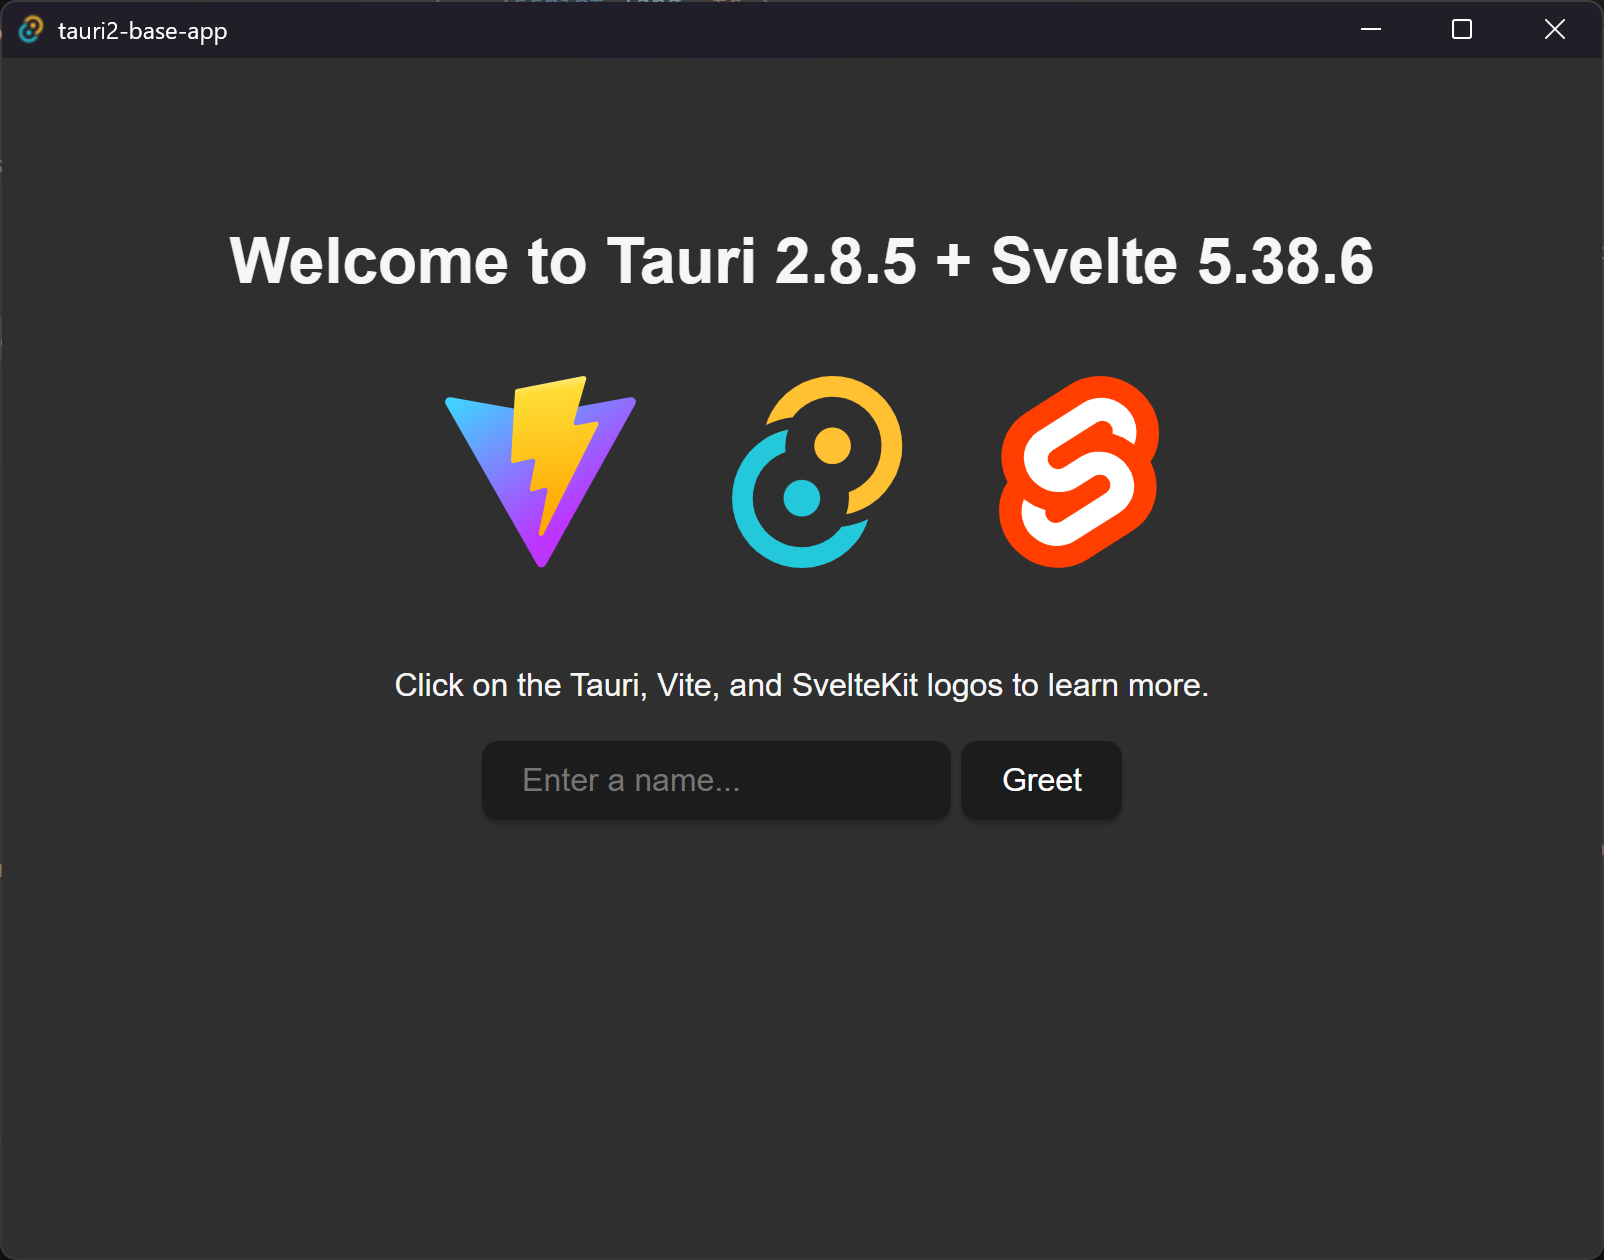 tauri2-base-app
Welcome to Tauri 2.8.5 + Svelte 5.38.6
Click on the Tauri, Vite, and SvelteKit logos to learn more.
Enter a name...
Greet